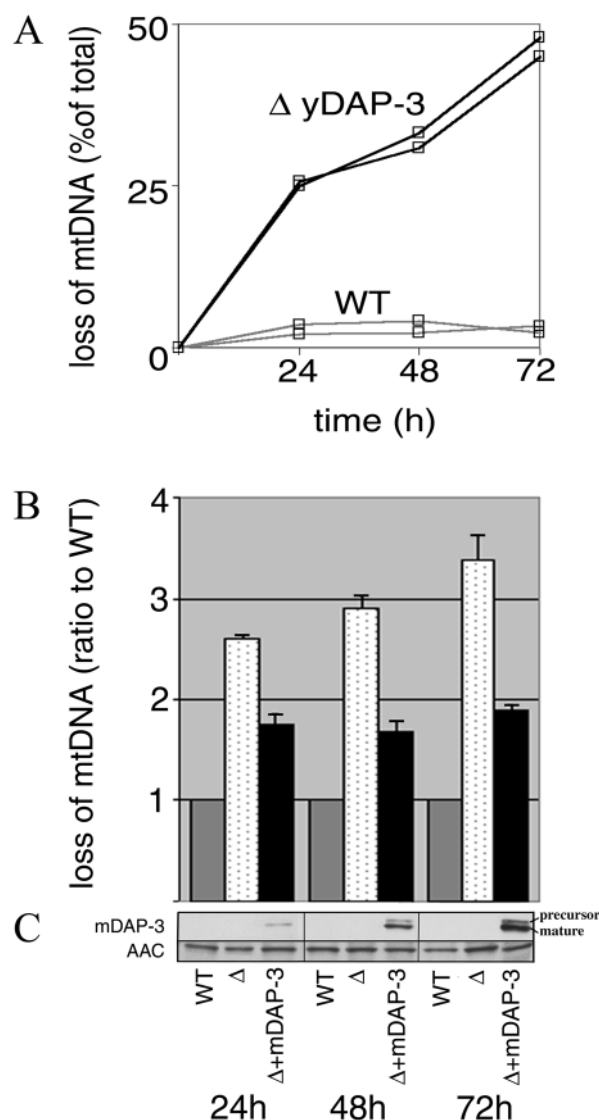 A
50
25
0
loss of mtDNA (%of total)
Δ yDAP-3
WT
24 48 72
time (h)
B
4
3
2
1
loss of mtDNA (ratio to WT)
C
mDAP-3
AAC
precursor
mature
WT Δ Δ+mDAP-3 WT Δ Δ+mDAP-3 WT Δ Δ+mDAP-3
24h 48h 72h